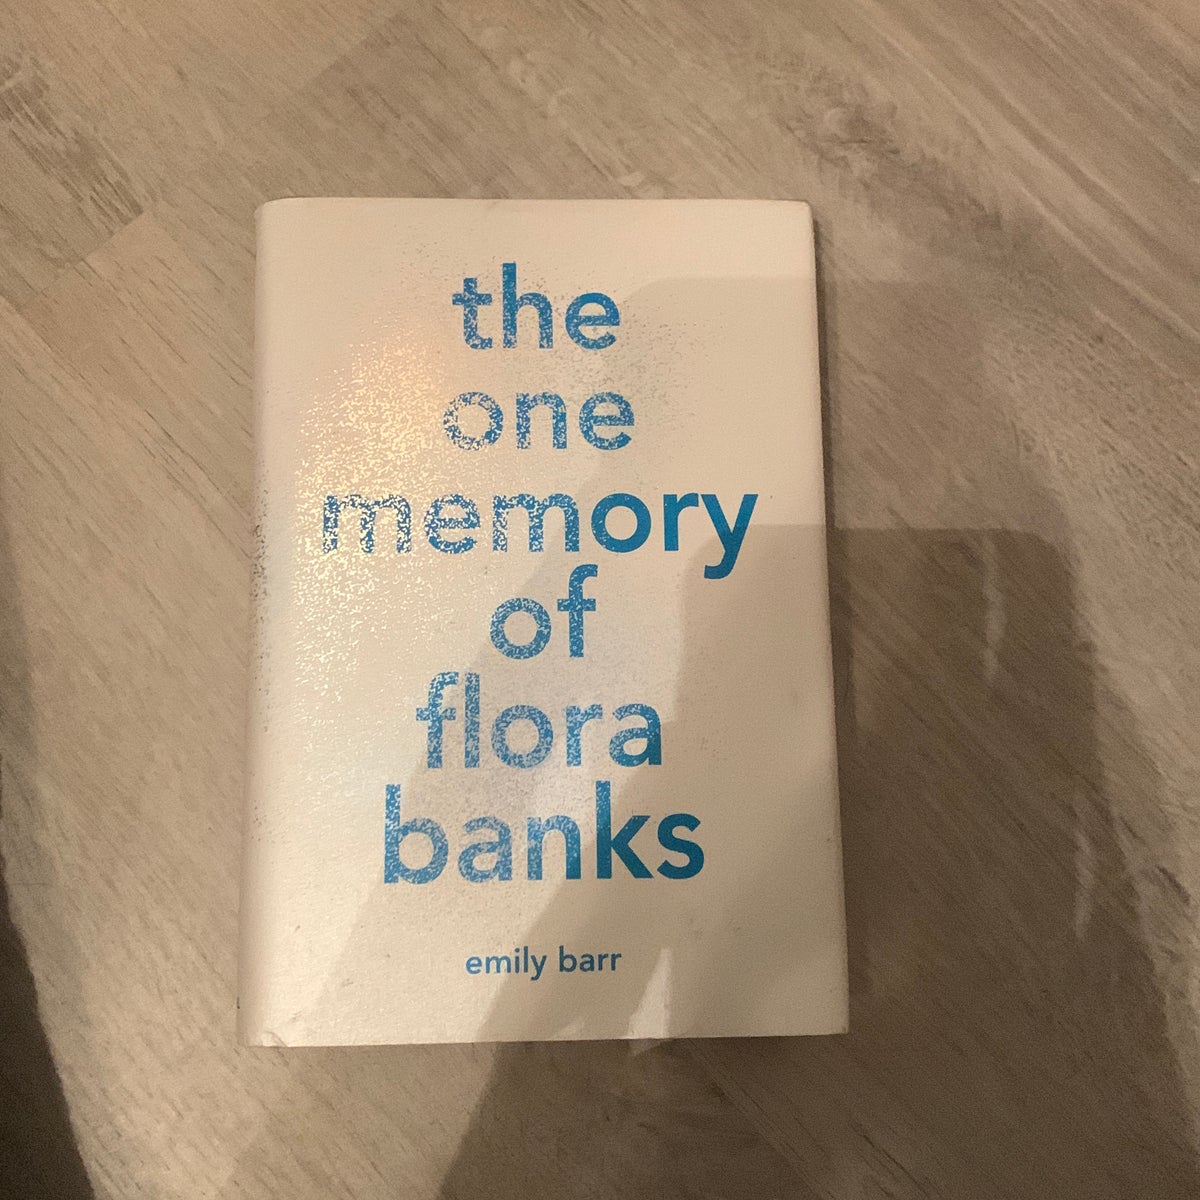 the
one
memory
of
flora
banks
emily barr